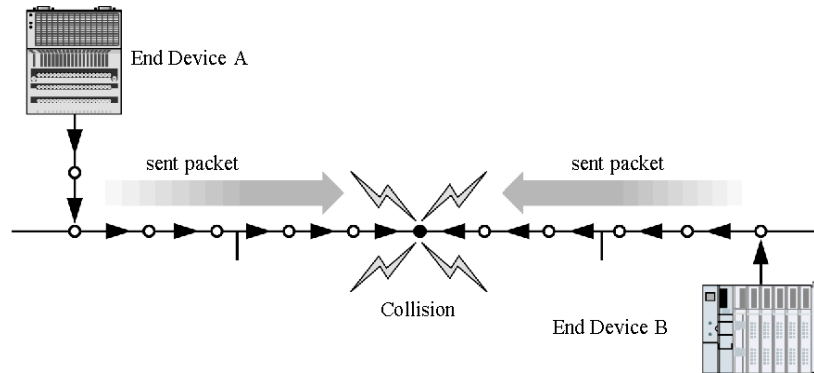 End Device A
sent packet
sent packet
Collision
End Device B